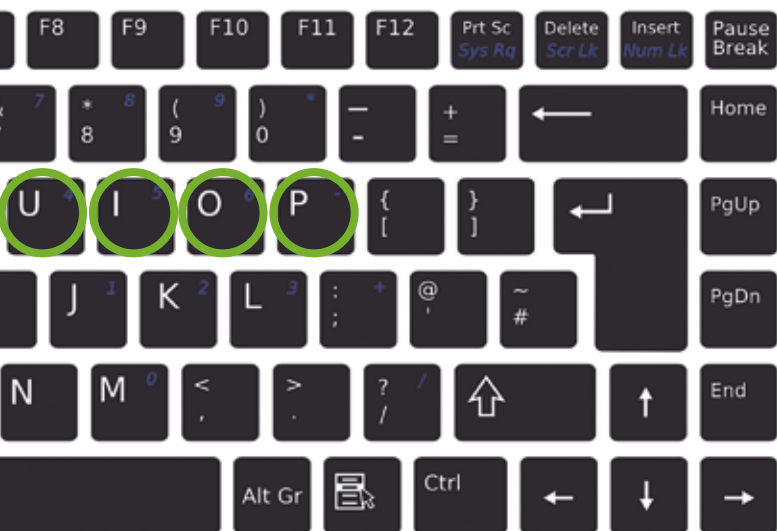 F8 F9 F10 F11 F12 Prt Sc Delete Insert Pause
Sys Rq Scr Lk Num Lk Break
7 * 8 ( 9 ) * — + Home
8 9 0 - =
U 4 I 5 O 6 P - { } PgUp
[ ]
J 1 K 2 L 3 : + @ ~ PgDn
; ' #
N M 0 < > ? / End
, . /
Alt Gr Ctrl